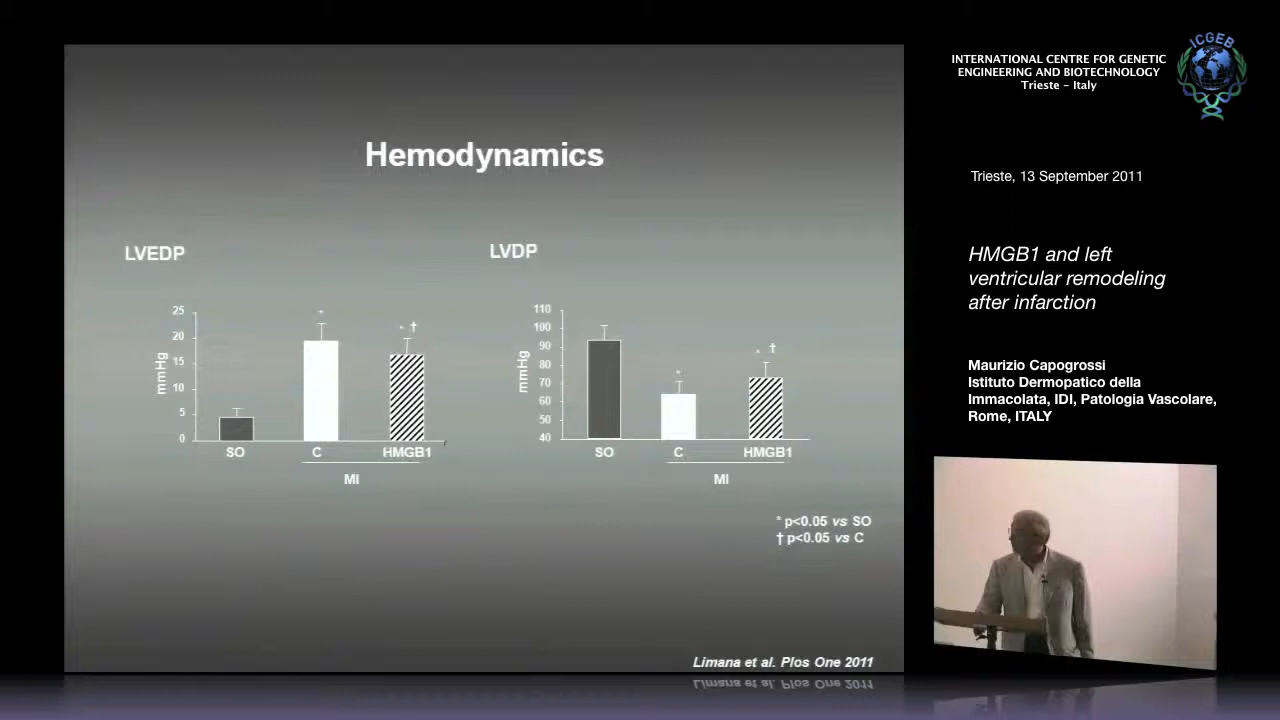 Hemodynamics
LVEDP
LVDP
25
20
15
10
5
0
mmHg
*
* †
SO
C
HMGB1
MI
110
100
90
80
70
60
50
40
mmHg
*
* †
SO
C
HMGB1
MI
* p<0.05 vs SO
† p<0.05 vs C
Limana et al. Plos One 2011
ICGEB
INTERNATIONAL CENTRE FOR GENETIC
ENGINEERING AND BIOTECHNOLOGY
Trieste - Italy
Trieste, 13 September 2011
HMGB1 and left
ventricular remodeling
after infarction
Maurizio Capogrossi
Istituto Dermopatico della
Immacolata, IDI, Patologia Vascolare,
Rome, ITALY